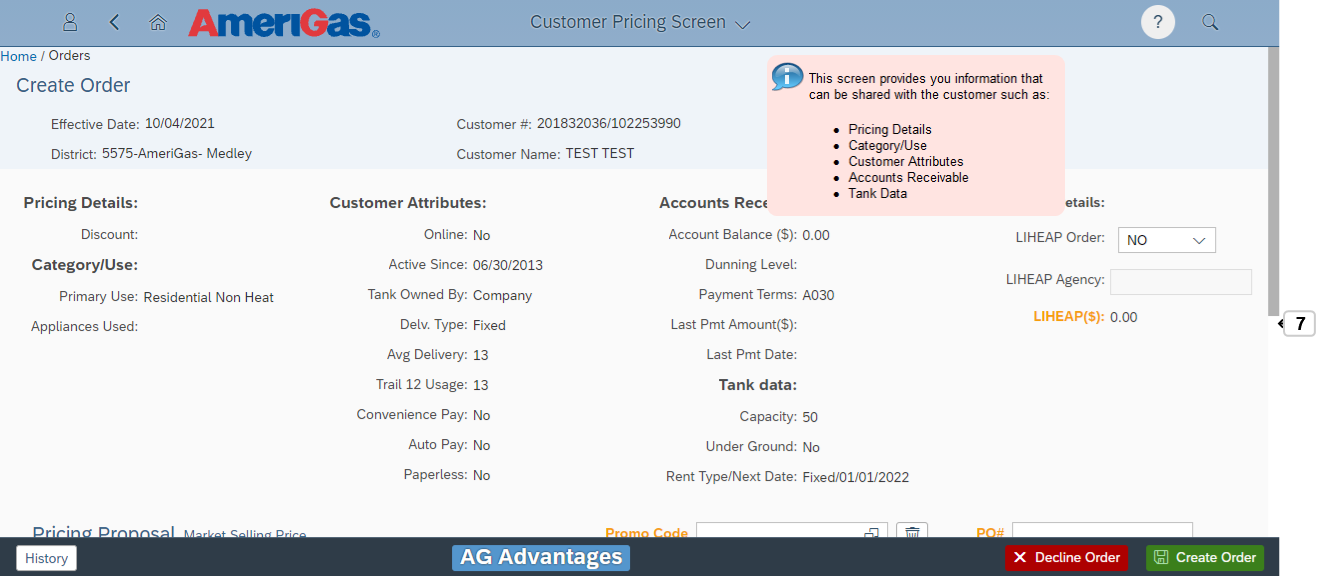 AmeriGas®
Customer Pricing Screen
?
Home / Orders
Create Order
Effective Date: 10/04/2021
Customer #: 201832036/102253990
District: 5575-AmeriGas- Medley
Customer Name: TEST TEST
This screen provides you information that
can be shared with the customer such as:
• Pricing Details
• Category/Use
• Customer Attributes
• Accounts Receivable
• Tank Data
Pricing Details:
Discount:
Category/Use:
Primary Use: Residential Non Heat
Appliances Used:
Customer Attributes:
Online: No
Active Since: 06/30/2013
Tank Owned By: Company
Delv. Type: Fixed
Avg Delivery: 13
Trail 12 Usage: 13
Convenience Pay: No
Auto Pay: No
Paperless: No
Accounts Rece
Account Balance ($): 0.00
Dunning Level:
Payment Terms: A030
Last Pmt Amount($):
Last Pmt Date:
Tank data:
Capacity: 50
Under Ground: No
Rent Type/Next Date: Fixed/01/01/2022
etails:
LIHEAP Order: NO
LIHEAP Agency:
LIHEAP($): 0.00
7
Pricing Proposal Market Selling Price
Promo Code
PO#
History
AG Advantages
Decline Order
Create Order